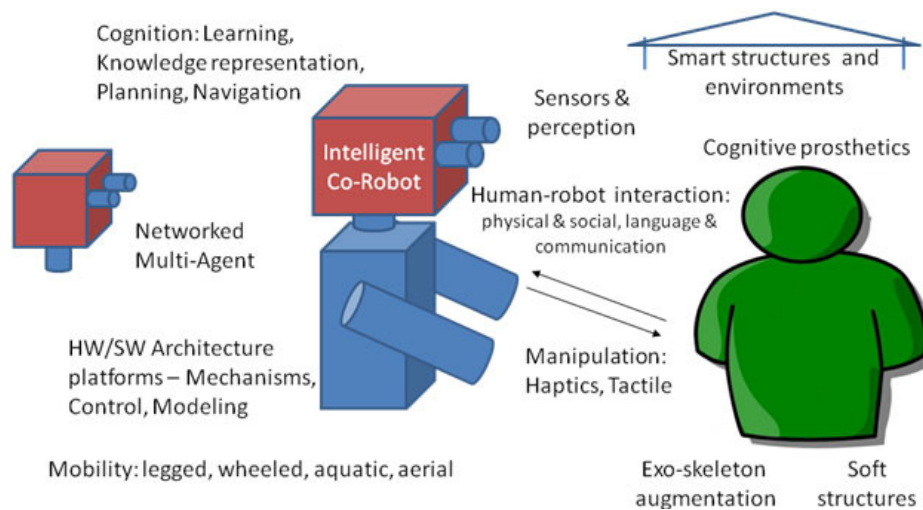 Cognition: Learning,
Knowledge representation,
Planning, Navigation
Smart structures and
environments
Sensors &
perception
Intelligent
Co-Robot
Cognitive prosthetics
Human-robot interaction:
physical & social, language &
communication
Networked
Multi-Agent
HW/SW Architecture
platforms – Mechanisms,
Control, Modeling
Manipulation:
Haptics, Tactile
Mobility: legged, wheeled, aquatic, aerial
Exo-skeleton
augmentation
Soft
structures